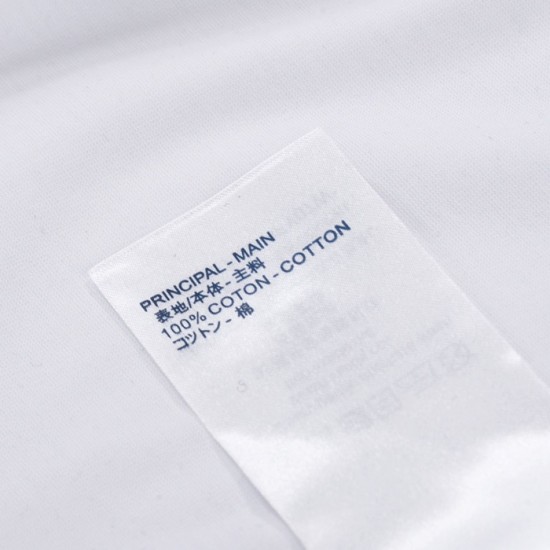 PRINCIPAL - MAIN
表地/本体 - 主料
100% COTON - COTTON
コットン - 棉